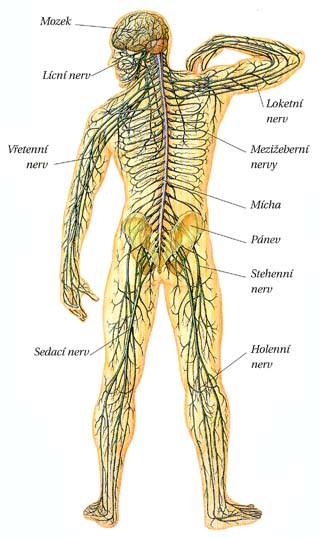 Mozek
Lícní nerv
Loketní
nerv
Vřetenní
nerv
Mezižeberní
nervy
Mícha
Pánev
Stehenní
nerv
Sedací nerv
Holenní
nerv